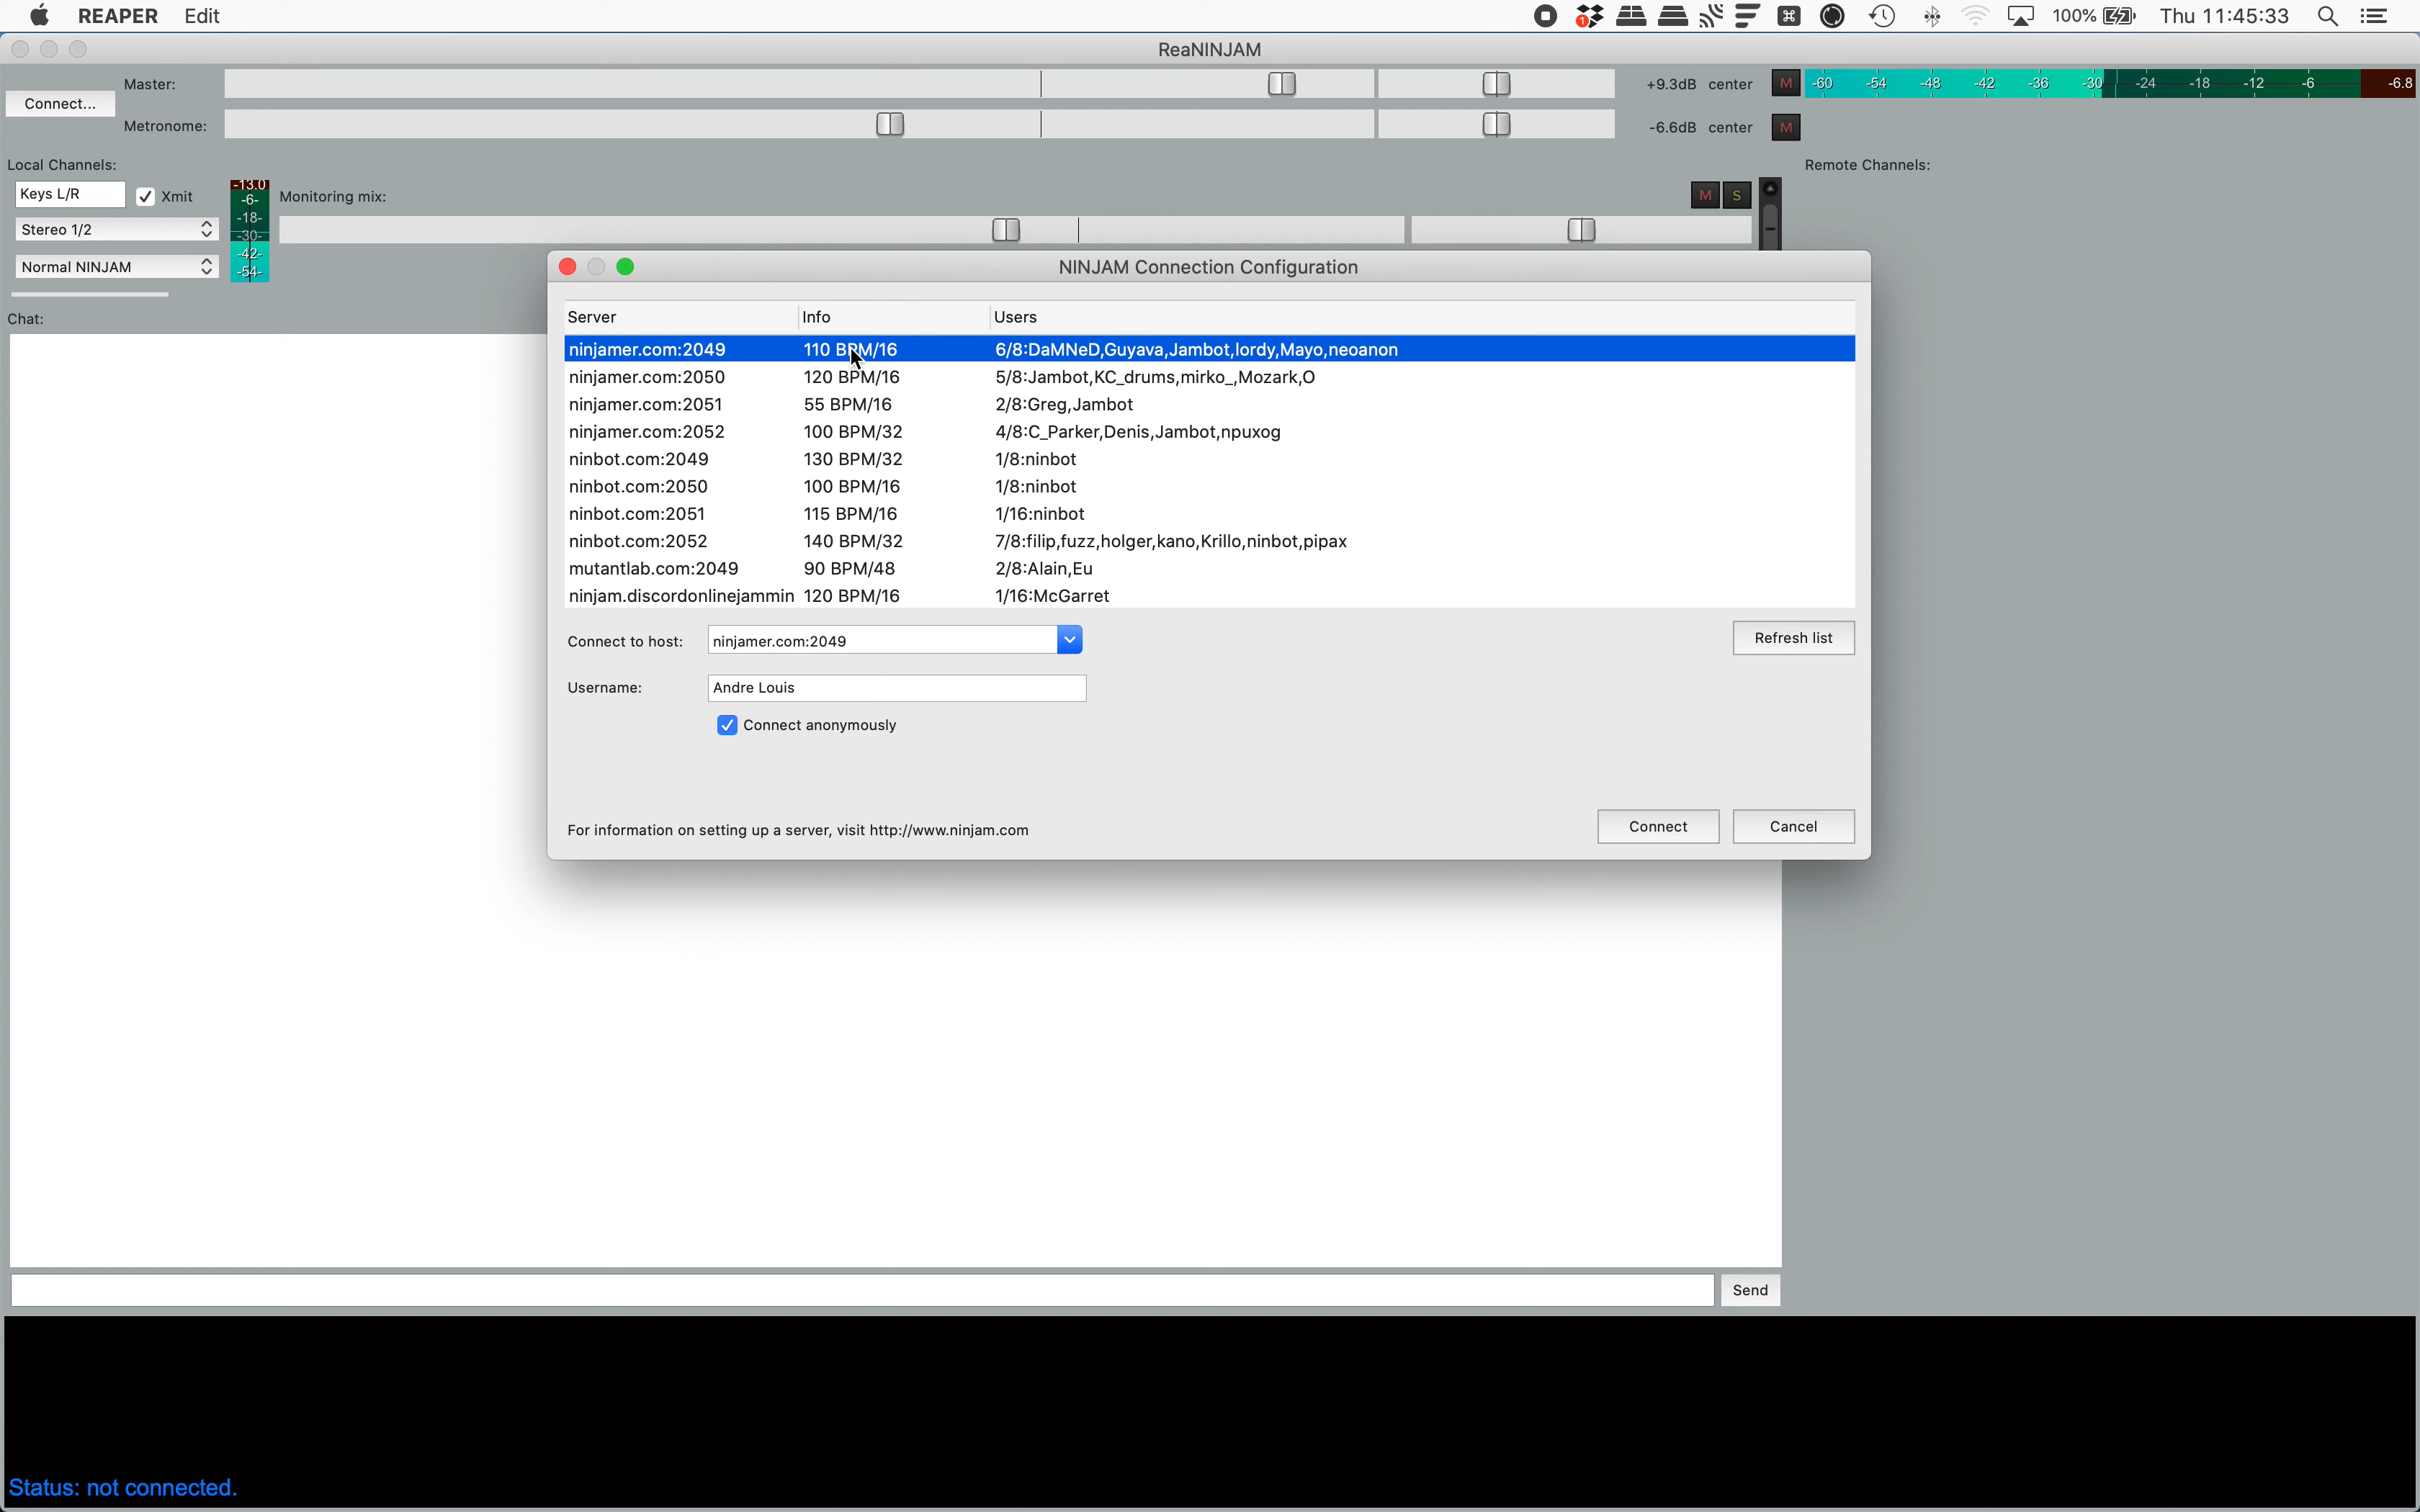 REAPER Edit 1 100% Thu 11:45:33
ReaNINJAM
Connect...
Master: +9.3dB center M -60 -54 -48 -42 -36 -30 -24 -18 -12 -6 -6.8
Metronome: -6.6dB center M
Local Channels: Remote Channels:
Keys L/R Xmit Monitoring mix: M S
Stereo 1/2
Normal NINJAM
-13.0
-6-
-18-
-30-
-42-
-54-
Chat:
NINJAM Connection Configuration
Server Info Users
ninjamer.com:2049 110 BPM/16 6/8:DaMNeD,Guyava,Jambot,lordy,Mayo,neoanon
ninjamer.com:2050 120 BPM/16 5/8:Jambot,KC_drums,mirko_,Mozark,O
ninjamer.com:2051 55 BPM/16 2/8:Greg,Jambot
ninjamer.com:2052 100 BPM/32 4/8:C_Parker,Denis,Jambot,npuxog
ninbot.com:2049 130 BPM/32 1/8:ninbot
ninbot.com:2050 100 BPM/16 1/8:ninbot
ninbot.com:2051 115 BPM/16 1/16:ninbot
ninbot.com:2052 140 BPM/32 7/8:filip,fuzz,holger,kano,Krillo,ninbot,pipax
mutantlab.com:2049 90 BPM/48 2/8:Alain,Eu
ninjam.discordonlinejammin 120 BPM/16 1/16:McGarret
Connect to host: ninjamer.com:2049 Refresh list
Username: Andre Louis
Connect anonymously
For information on setting up a server, visit http://www.ninjam.com Connect Cancel
Send
Status: not connected.